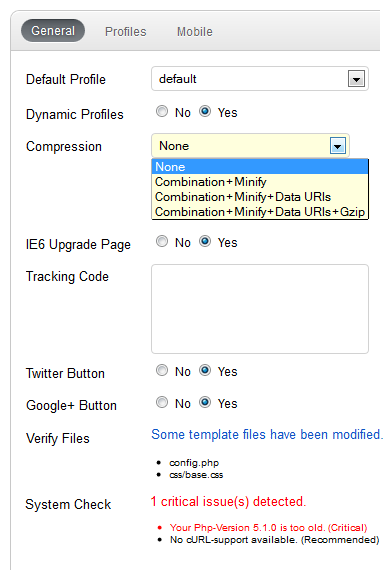 General Profiles Mobile
Default Profile default
Dynamic Profiles No Yes
Compression None
None
Combination+Minify
Combination+Minify+Data URIs
Combination+Minify+Data URIs+Gzip
IE6 Upgrade Page No Yes
Tracking Code
Twitter Button No Yes
Google+ Button No Yes
Verify Files Some template files have been modified.
config.php
css/base.css
System Check 1 critical issue(s) detected.
Your Php-Version 5.1.0 is too old. (Critical)
No cURL-support available. (Recommended)